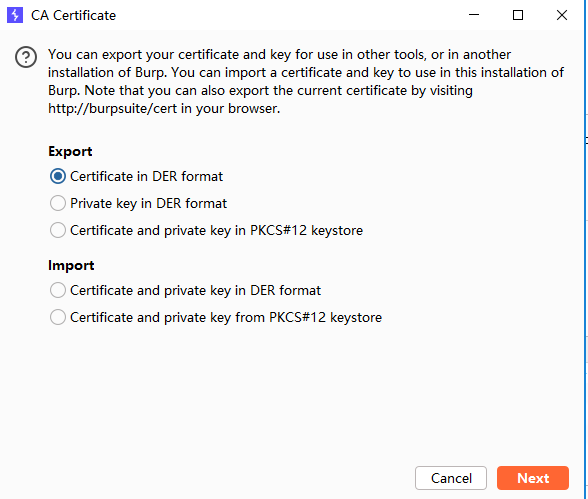 CA Certificate
You can export your certificate and key for use in other tools, or in another
installation of Burp. You can import a certificate and key to use in this installation of
Burp. Note that you can also export the current certificate by visiting
http://burpsuite/cert in your browser.
Export
Certificate in DER format
Private key in DER format
Certificate and private key in PKCS#12 keystore
Import
Certificate and private key in DER format
Certificate and private key from PKCS#12 keystore
Cancel
Next